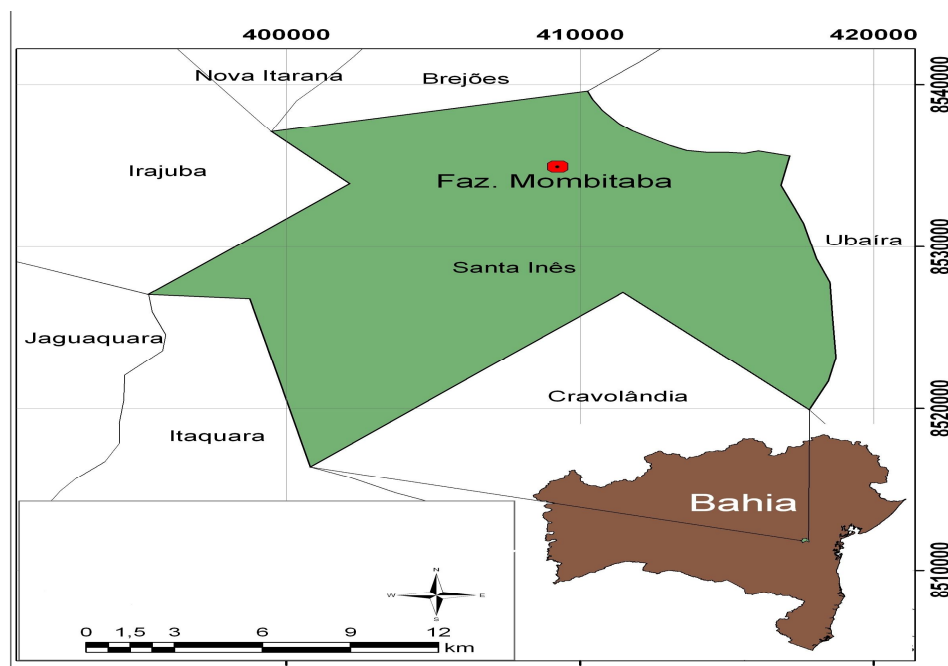 400000 410000 420000
Nova Itarana
Brejões
8540000
Irajuba
Faz. Mombitaba
Ubaíra
8530000
Santa Inês
Jaguaquara
Cravolândia
8520000
Itaquara
Bahia
8510000
N
W E
S
0 1,5 3 6 9 12
km